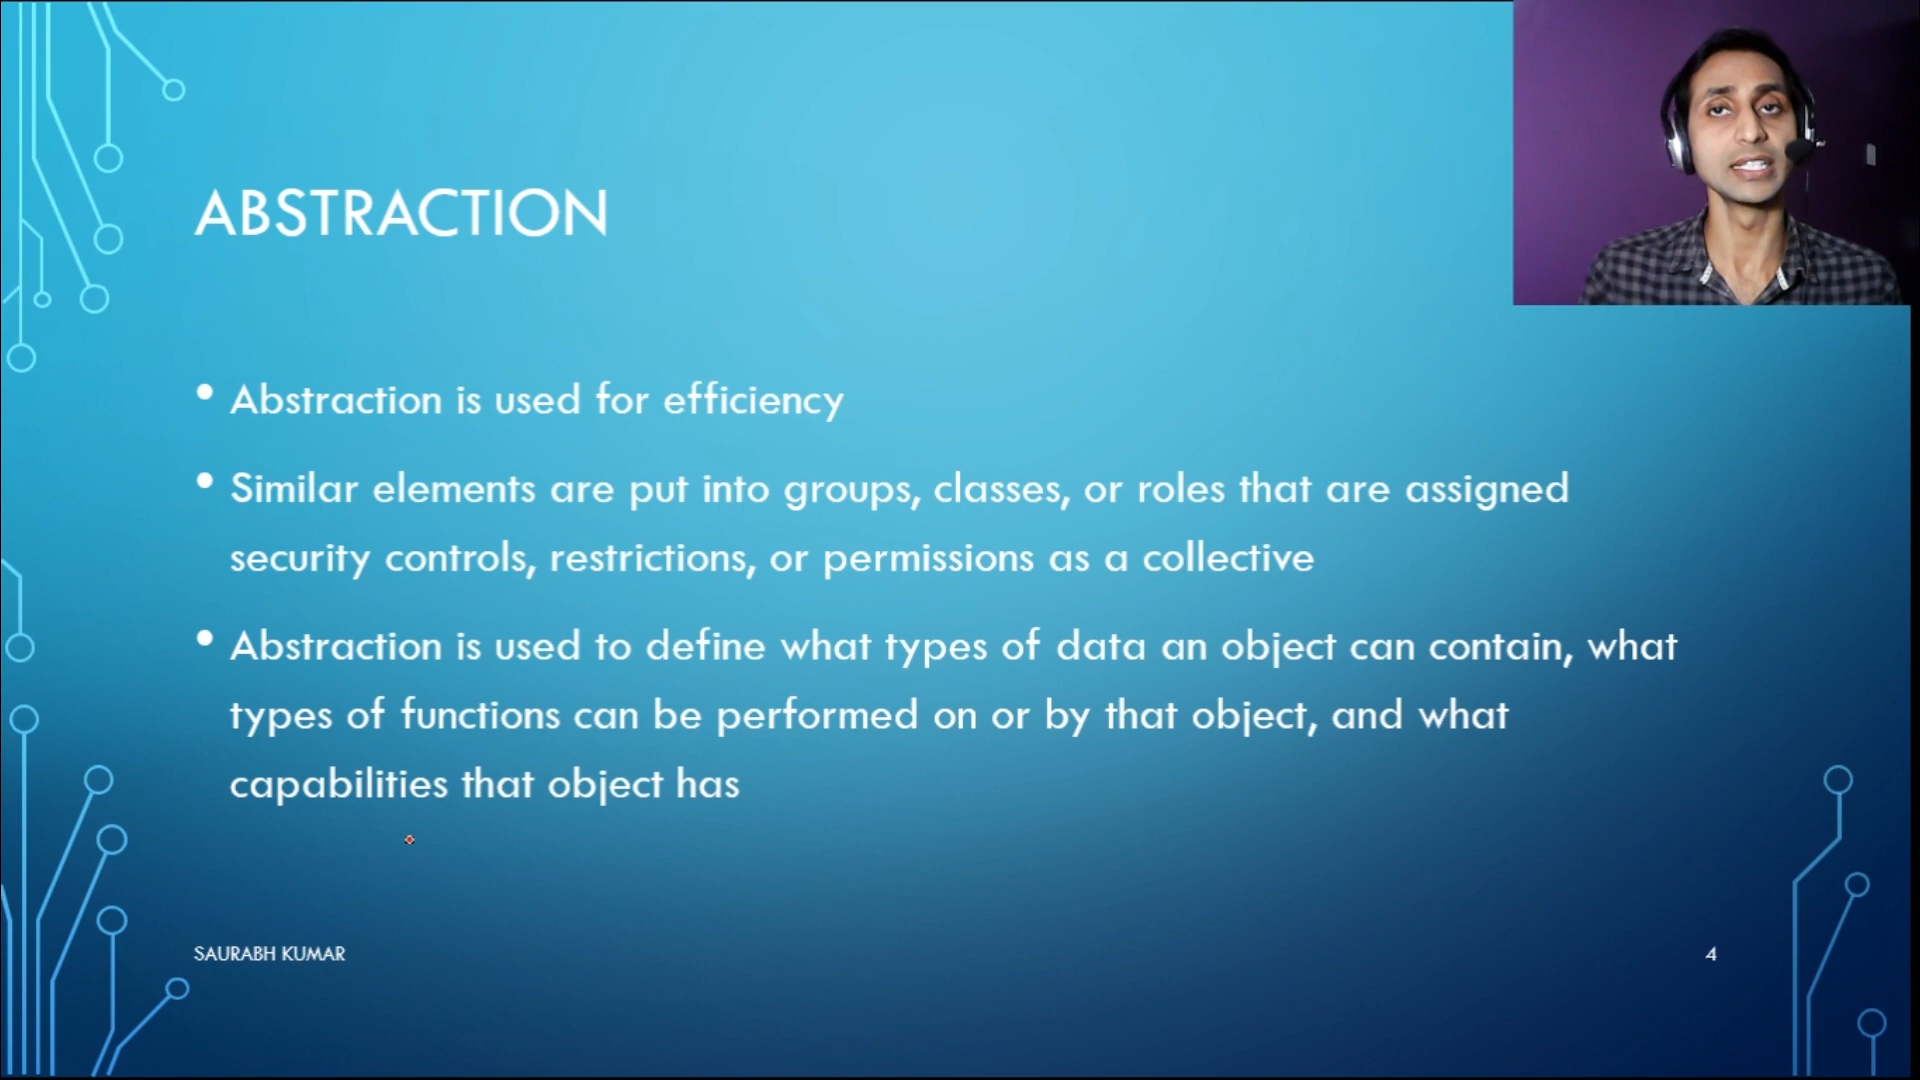 ABSTRACTION
• Abstraction is used for efficiency
• Similar elements are put into groups, classes, or roles that are assigned
security controls, restrictions, or permissions as a collective
• Abstraction is used to define what types of data an object can contain, what
types of functions can be performed on or by that object, and what
capabilities that object has
SAURABH KUMAR
4